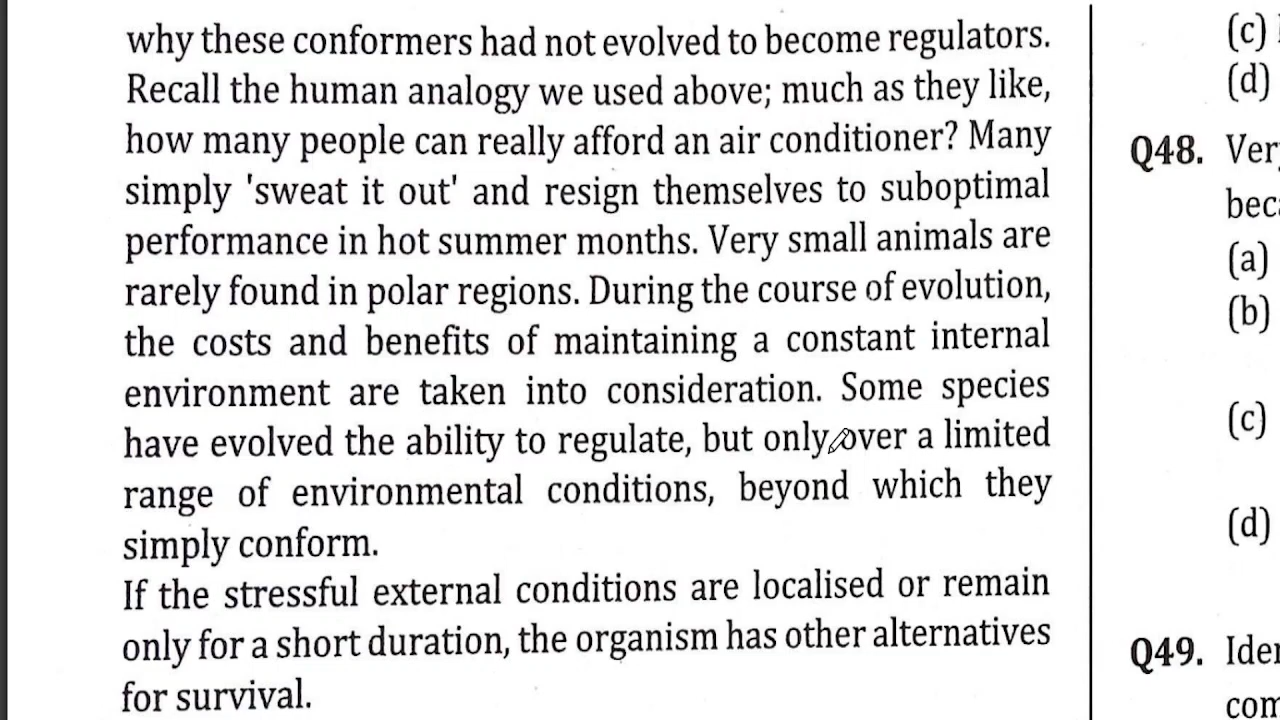 why these conformers had not evolved to become regulators.
Recall the human analogy we used above; much as they like,
how many people can really afford an air conditioner? Many
simply 'sweat it out' and resign themselves to suboptimal
performance in hot summer months. Very small animals are
rarely found in polar regions. During the course of evolution,
the costs and benefits of maintaining a constant internal
environment are taken into consideration. Some species
have evolved the ability to regulate, but only over a limited
range of environmental conditions, beyond which they
simply conform.
If the stressful external conditions are localised or remain
only for a short duration, the organism has other alternatives
for survival.
(c)
(d)
Q48.
(a)
(b)
(c)
(d)
Q49.